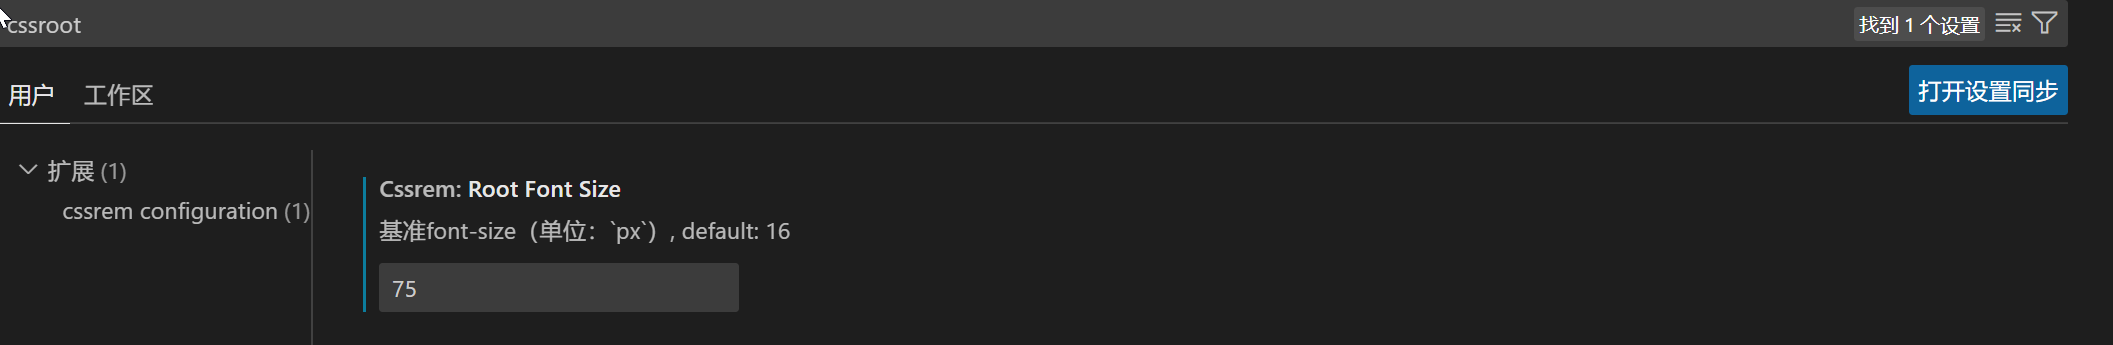 cssroot
找到 1 个设置
用户
工作区
打开设置同步
扩展 (1)
cssrem configuration (1)
Cssrem: Root Font Size
基准font-size（单位：`px`）, default: 16
75